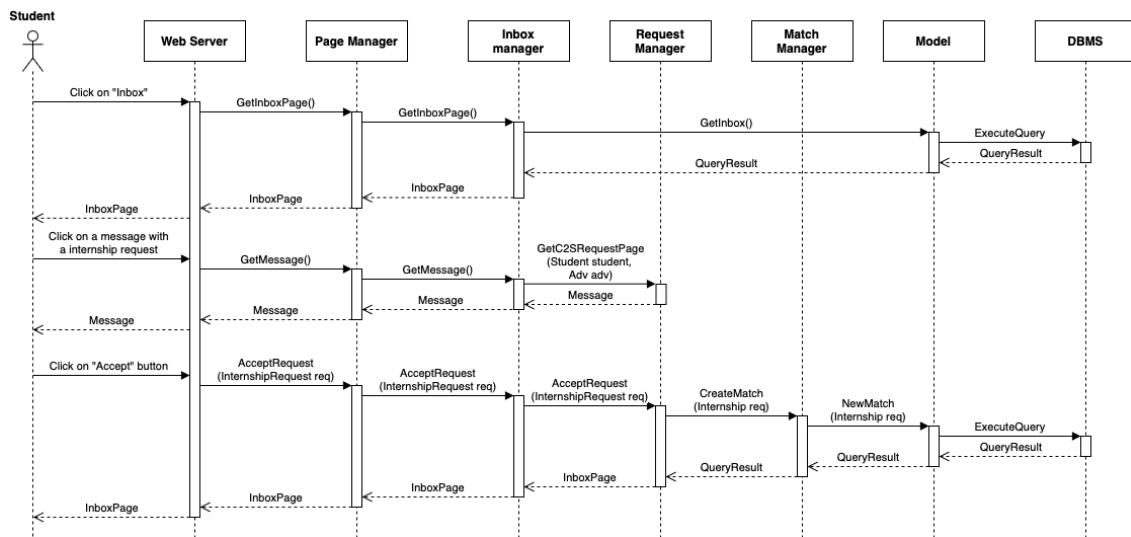 Student
Web Server
Page Manager
Inbox
manager
Request
Manager
Match
Manager
Model
DBMS
Click on "Inbox"
GetInboxPage()
GetInboxPage()
GetInbox()
ExecuteQuery
QueryResult
QueryResult
InboxPage
InboxPage
InboxPage
Click on a message with
a internship request
GetMessage()
GetMessage()
GetC2SRequestPage
(Student student,
Adv adv)
Message
Message
Message
Message
Click on "Accept" button
AcceptRequest
(InternshipRequest req)
AcceptRequest
(InternshipRequest req)
AcceptRequest
(InternshipRequest req)
CreateMatch
(Internship req)
NewMatch
(Internship req)
ExecuteQuery
QueryResult
QueryResult
QueryResult
InboxPage
InboxPage
InboxPage
InboxPage